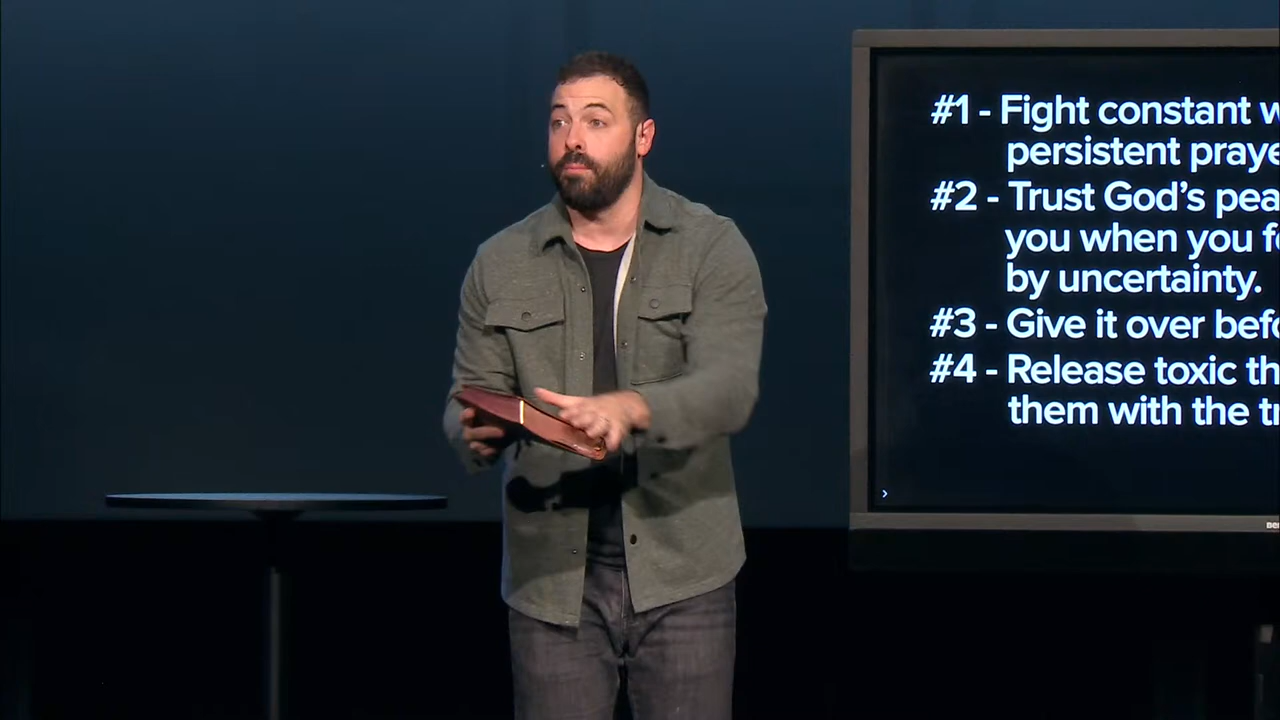 #1 - Fight constant
persistent
#2 - Trust God's
you when you
by uncertainty.
#3 - Give it over
#4 - Release toxic
them with the